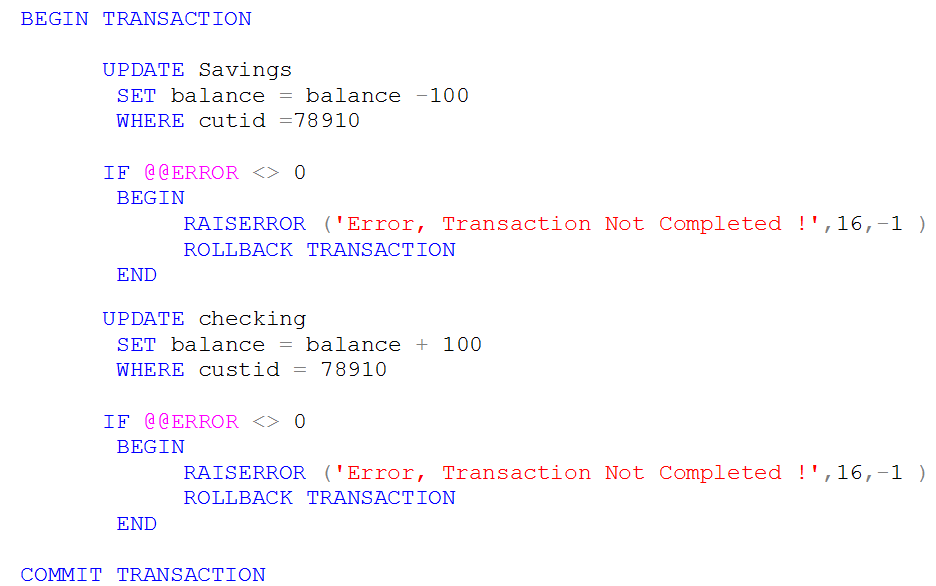 BEGIN TRANSACTION
UPDATE Savings
SET balance = balance -100
WHERE cutid =78910
IF @@ERROR <> 0
BEGIN
RAISERROR ('Error, Transaction Not Completed !',16,-1 )
ROLLBACK TRANSACTION
END
UPDATE checking
SET balance = balance + 100
WHERE custid = 78910
IF @@ERROR <> 0
BEGIN
RAISERROR ('Error, Transaction Not Completed !',16,-1 )
ROLLBACK TRANSACTION
END
COMMIT TRANSACTION